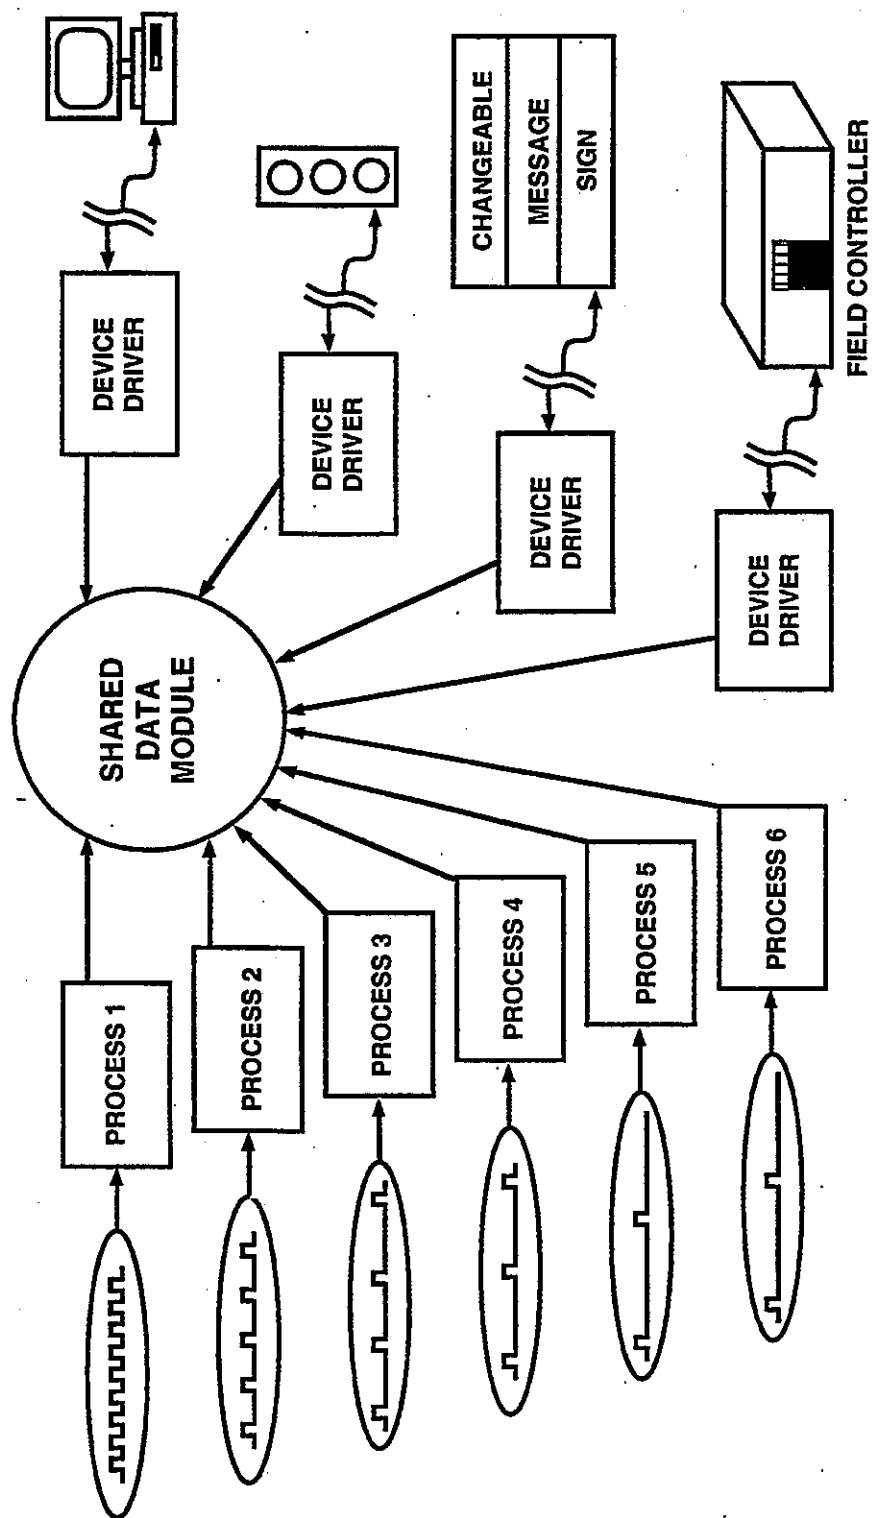 SHARED
DATA
MODULE
PROCESS 1
PROCESS 2
PROCESS 3
PROCESS 4
PROCESS 5
PROCESS 6
DEVICE
DRIVER
DEVICE
DRIVER
DEVICE
DRIVER
DEVICE
DRIVER
CHANGEABLE
MESSAGE
SIGN
FIELD CONTROLLER